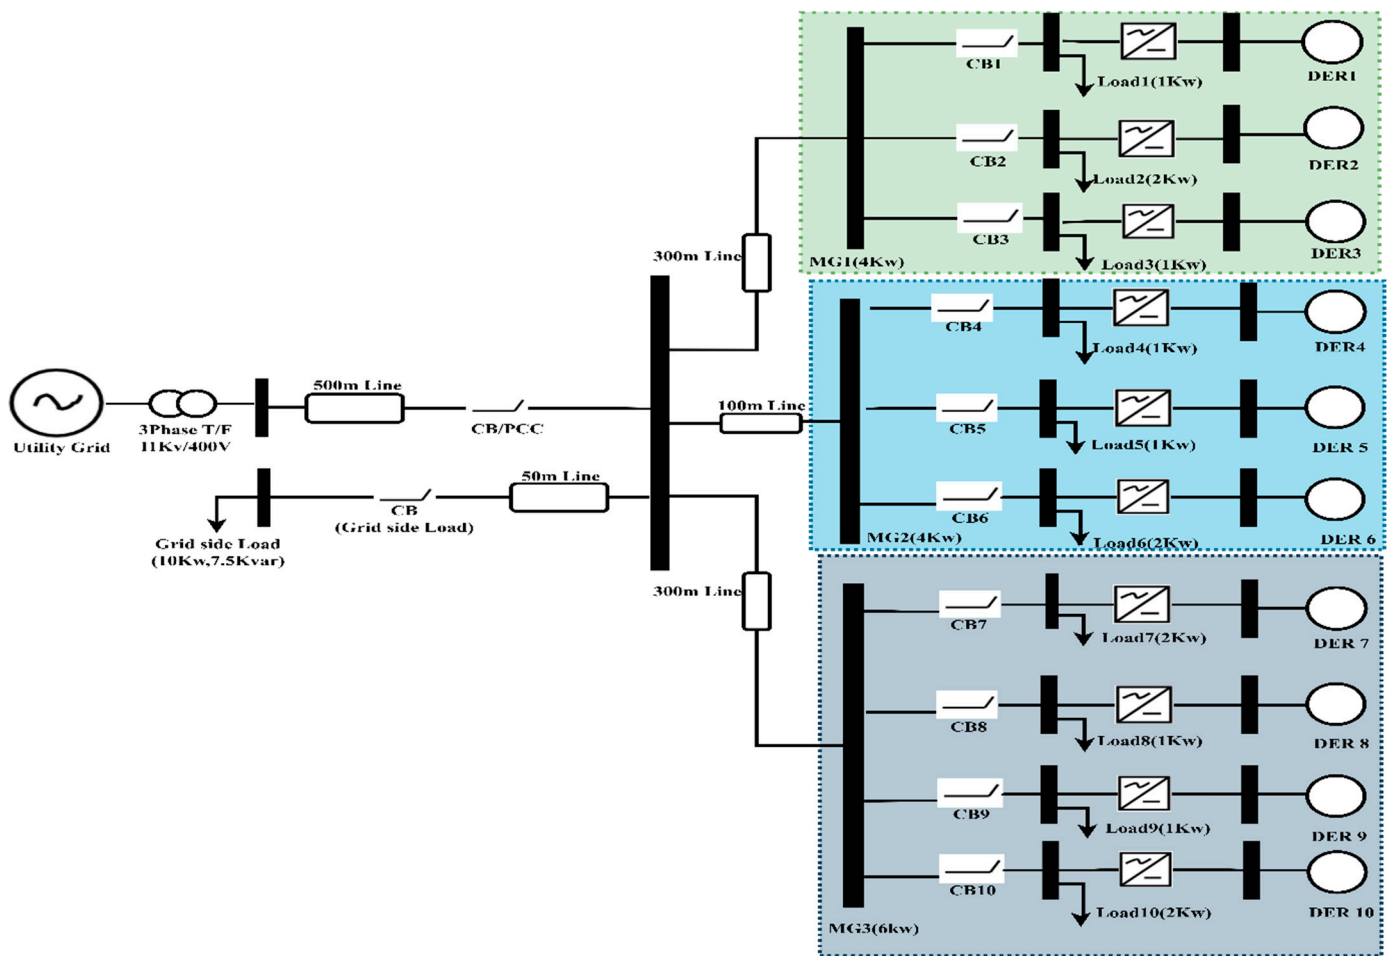 CB1
Load1(1Kw)
DER1
CB2
Load2(2Kw)
DER2
CB3
Load3(1Kw)
DER3
MG1(4Kw)
300m Line
CB4
Load4(1Kw)
DER4
500m Line
100m Line
CB5
Load5(1Kw)
DER 5
Utility Grid
3Phase T/F
11Kv/400V
CB/PCC
50m Line
CB
(Grid side Load)
Grid side Load
(10Kw,7.5Kvar)
CB6
Load6(2Kw)
DER 6
MG2(4Kw)
300m Line
CB7
Load7(2Kw)
DER 7
CB8
Load8(1Kw)
DER 8
CB9
Load9(1Kw)
DER 9
CB10
Load10(2Kw)
DER 10
MG3(6kw)